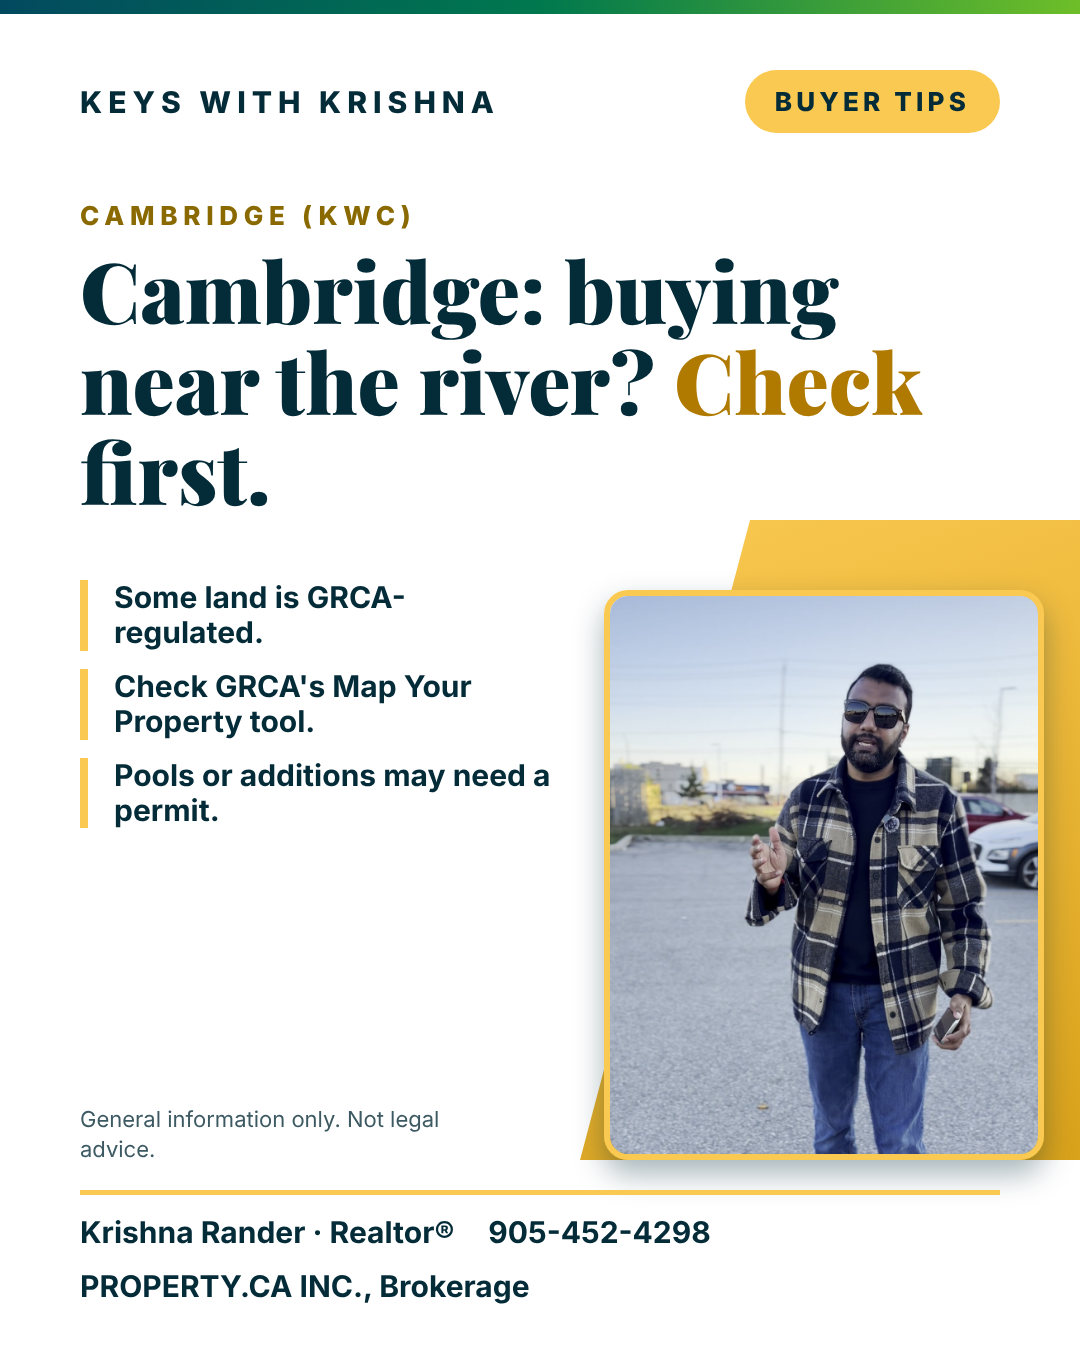 KEYS WITH KRISHNA
BUYER TIPS
CAMBRIDGE (KWC)
Cambridge: buying
near the river? Check
first.
Some land is GRCA-
regulated.
Check GRCA's Map Your
Property tool.
Pools or additions may need a
permit.
General information only. Not legal
advice.
Krishna Rander · Realtor® 905-452-4298
PROPERTY.CA INC., Brokerage